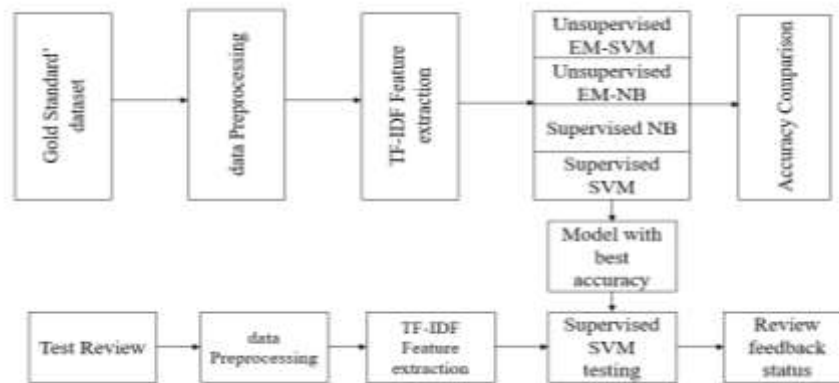 Gold Standard'
dataset
data Preprocessing
TF-IDF Feature
extraction
Unsupervised
EM-SVM
Unsupervised
EM-NB
Supervised NB
Supervised
SVM
Accuracy Comparison
Model with
best
accuracy
Test Review
data
Preprocessing
TF-IDF
Feature
extraction
Supervised
SVM
testing
Review
feedback
status